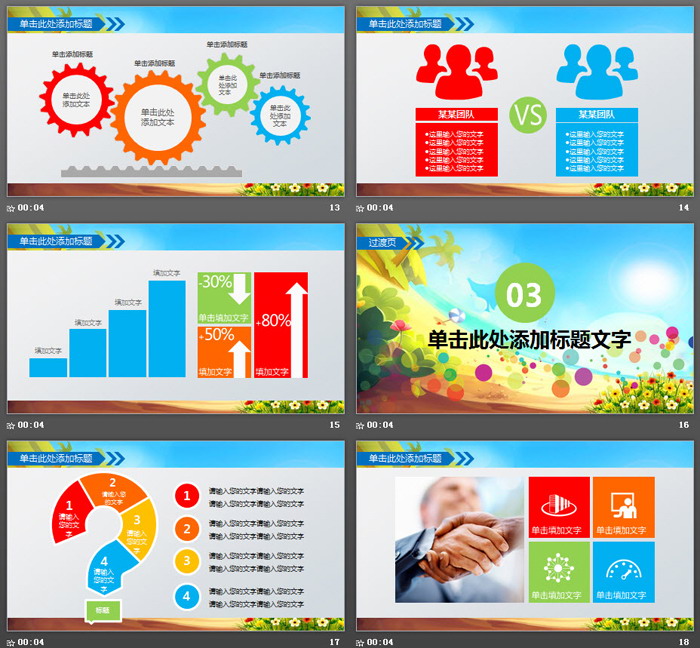 单击此处添加标题
单击添加标题
单击添加标题
单击添加标题
单击添加标题
单击此处
添加文本
单击此处
添加文本
单击此
处添加
文本
单击此
处添加
文本
00:04
13
单击此处添加标题
某某团队
VS
某某团队
•这里输入您的文字
•这里输入您的文字
•这里输入您的文字
•这里输入您的文字
•这里输入您的文字
•这里输入您的文字
•这里输入您的文字
•这里输入您的文字
00:04
14
单击此处添加标题
填加文字
填加文字
填加文字
填加文字
-30%
单击填加文字
+50%
填加文字
+80%
填加文字
00:04
15
过渡页
03
单击此处添加标题文字
00:04
16
单击此处添加标题
1
请输入
您的文
字
2
请输入您
的文字
3
请输入
您的文
字
4
请输入
您的文
字
标题
1
请输入您的文字请输入您的文字
请输入您的文字请输入您的文字
2
请输入您的文字请输入您的文字
请输入您的文字请输入您的文字
3
请输入您的文字请输入您的文字
请输入您的文字请输入您的文字
4
请输入您的文字请输入您的文字
请输入您的文字请输入您的文字
00:04
17
单击此处添加标题
单击填加文字
单击填加文字
单击填加文字
单击填加文字
00:04
18